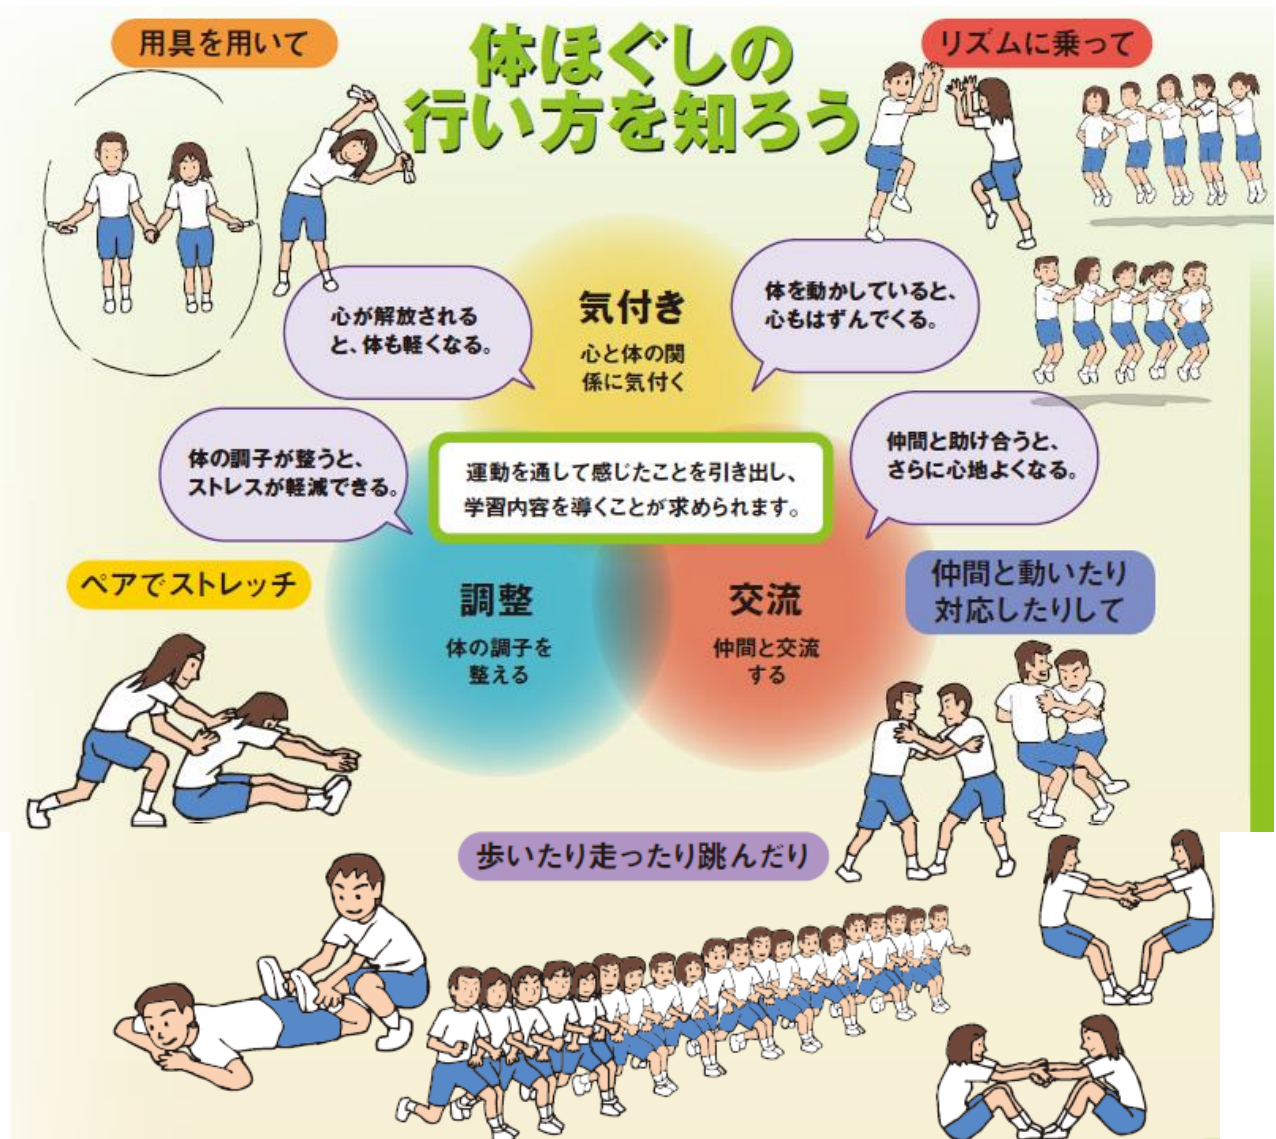 用具を用いて
体ほぐしの
行い方を知ろう
リズムに乗って
心が解放される
と、体も軽くなる。
気付き
心と体の関
係に気付く
体を動かしていると、
心もはずんでくる。
体の調子が整うと、
ストレスが軽減できる。
運動を通して感じたことを引き出し、
学習内容を導くことが求められます。
仲間と助け合うと、
さらに心地よくなる。
ペアでストレッチ
調整
体の調子を
整える
交流
仲間と交流
する
仲間と動いたり
対応したりして
歩いたり走ったり跳んだり